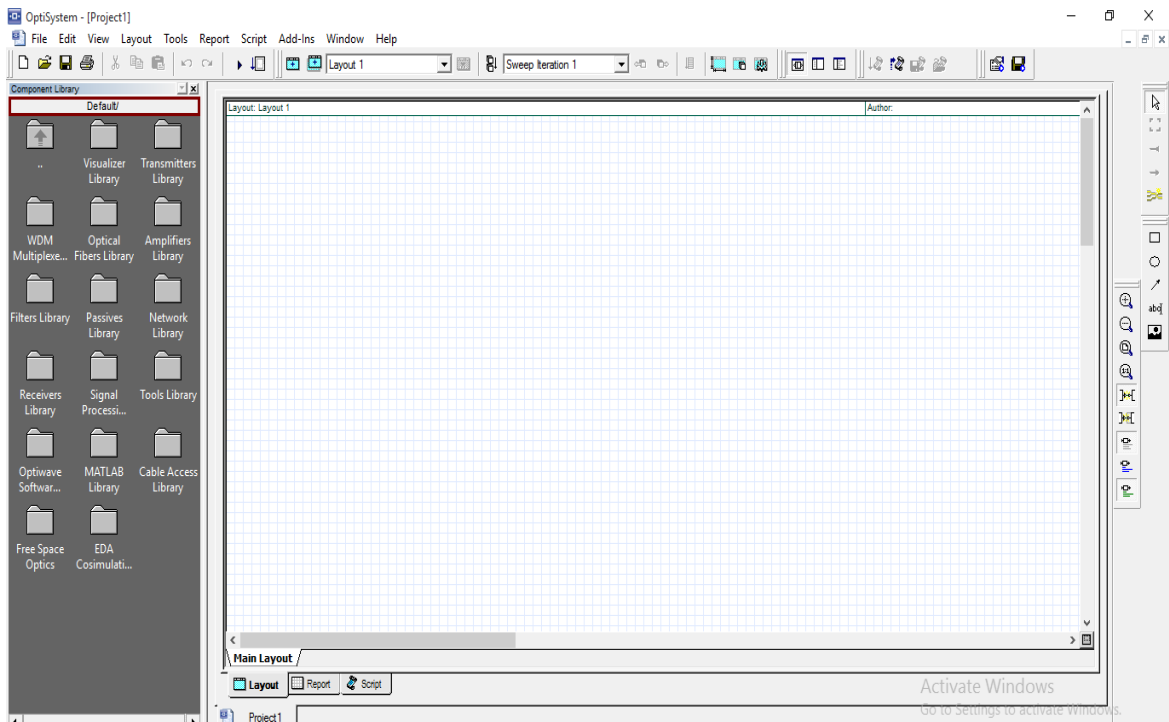 OptiSystem - [Project1]
File Edit View Layout Tools Report Script Add-Ins Window Help
Layout 1
Sweep Iteration 1
Component Library
Default/
..
Visualizer Library
Transmitters Library
WDM Multiplexe...
Optical Fibers Library
Amplifiers Library
Filters Library
Passives Library
Network Library
Receivers Library
Signal Processi...
Tools Library
Optiwave Softwar...
MATLAB Library
Cable Access Library
Free Space Optics
EDA Cosimulati...
Layout: Layout 1
Author:
abc
Main Layout
Layout Report Script
Project1
Activate Windows
Go to Settings to activate Windows.